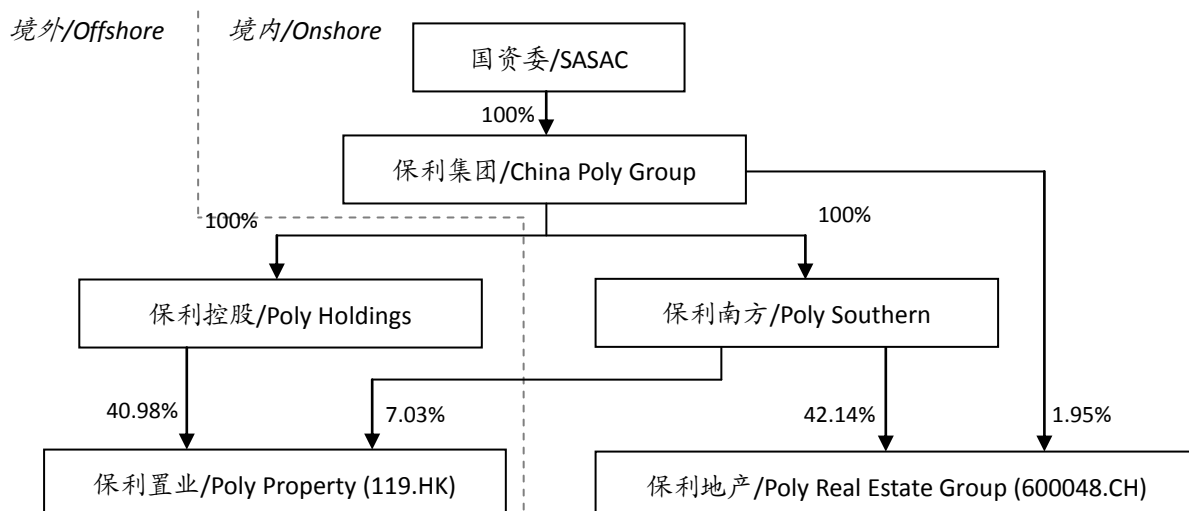 境外/Offshore
境内/Onshore
国资委/SASAC
100%
保利集团/China Poly Group
100%
100%
保利控股/Poly Holdings
保利南方/Poly Southern
40.98%
7.03%
42.14%
1.95%
保利置业/Poly Property (119.HK)
保利地产/Poly Real Estate Group (600048.CH)